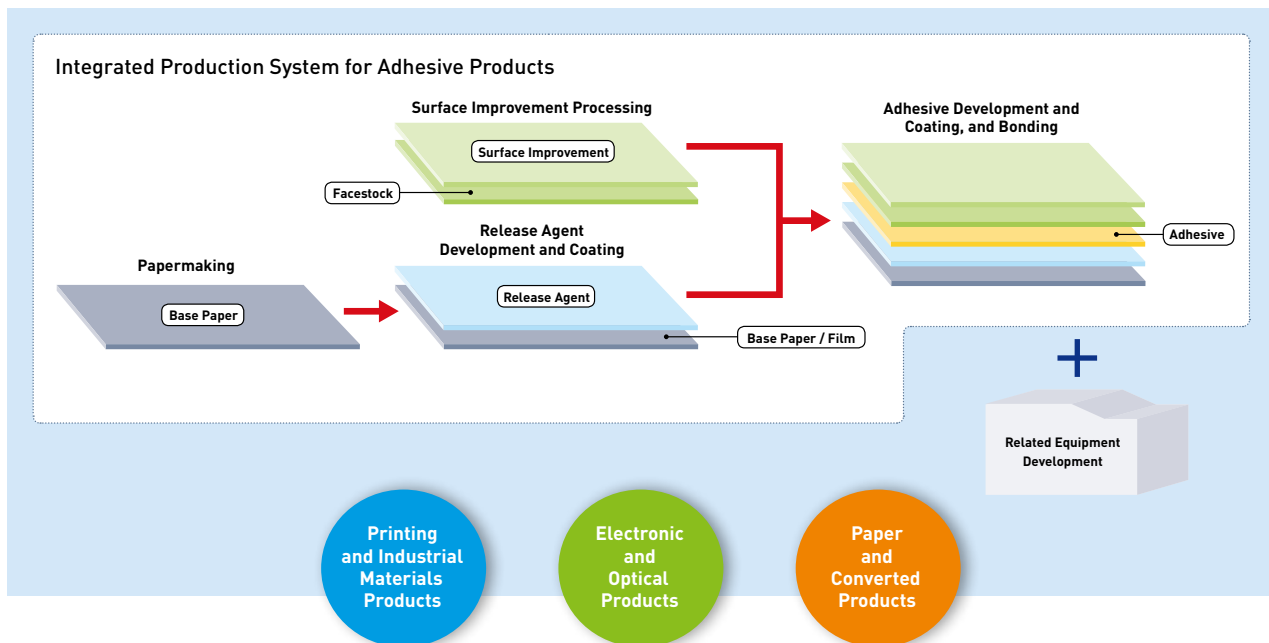 Integrated Production System for Adhesive Products
Surface Improvement Processing
Surface Improvement
Facestock
Adhesive Development and
Coating, and Bonding
Adhesive
Release Agent
Development and Coating
Release Agent
Base Paper / Film
Papermaking
Base Paper
Related Equipment
Development
Printing
and Industrial
Materials
Products
Electronic
and
Optical
Products
Paper
and
Converted
Products